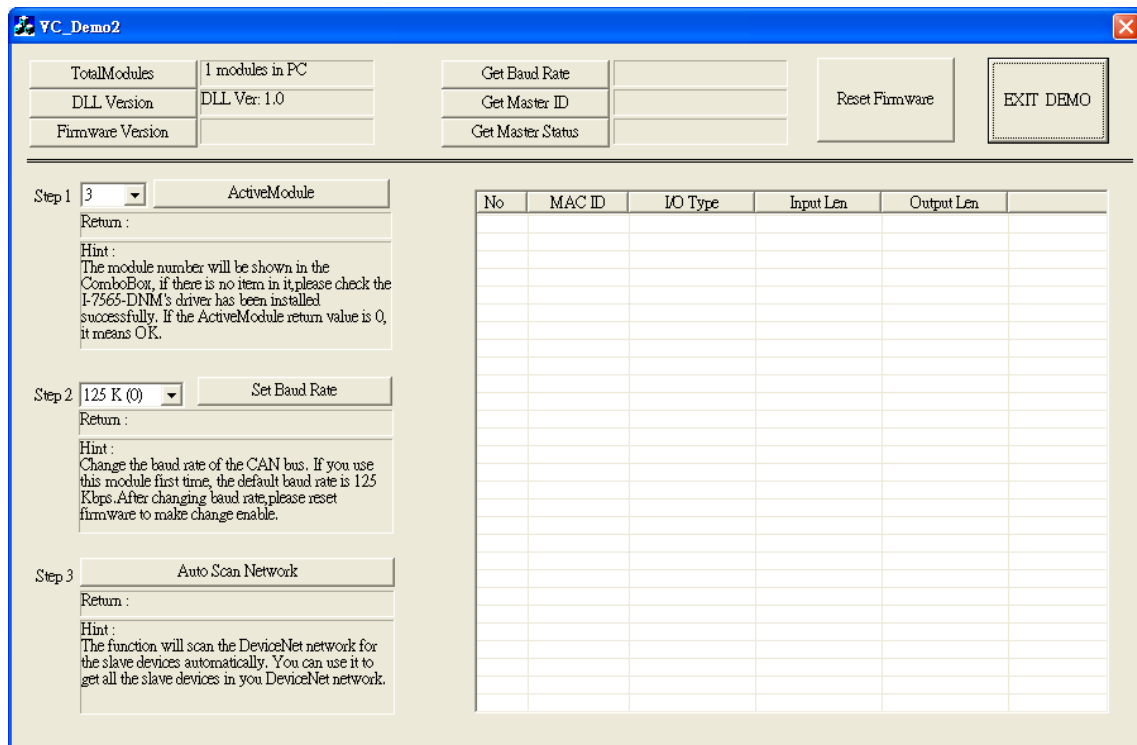 VC_Demo2
TotalModules
1 modules in PC
Get Baud Rate
Reset Firmware
EXIT DEMO
DLL Version
DLL Ver: 1.0
Get Master ID
Firmware Version
Get Master Status
Step 1
3
ActiveModule
Return :
Hint :
The module number will be shown in the
ComboBox, if there is no item in it,please check the
I-7565-DNM's driver has been installed
successfully. If the ActiveModule return value is 0,
it means OK.
Step 2
125 K (0)
Set Baud Rate
Return :
Hint :
Change the baud rate of the CAN bus. If you use
this module first time, the default baud rate is 125
Kbps.After changing baud rate,please reset
firmware to make change enable.
Step 3
Auto Scan Network
Return :
Hint :
The function will scan the DeviceNet network for
the slave devices automatically. You can use it to
get all the slave devices in you DeviceNet network.
No
MAC ID
I/O Type
Input Len
Output Len